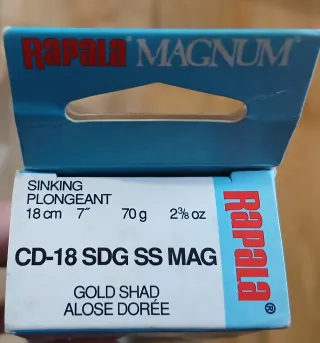 RAPALA MAGNUM
SINKING
PLONGEANT
18 cm 7" 70 g 2⅜ oz
CD-18 SDG SS MAG
GOLD SHAD
ALOSE DORÉE
RAPALA®